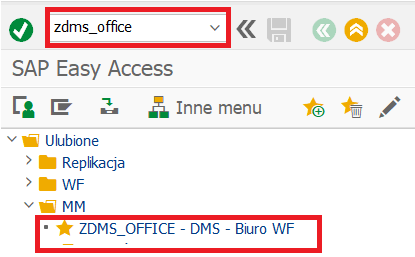 zdms_office
SAP Easy Access
Inne menu
Ulubione
Replikacja
WF
MM
ZDMS_OFFICE - DMS - Biuro WF